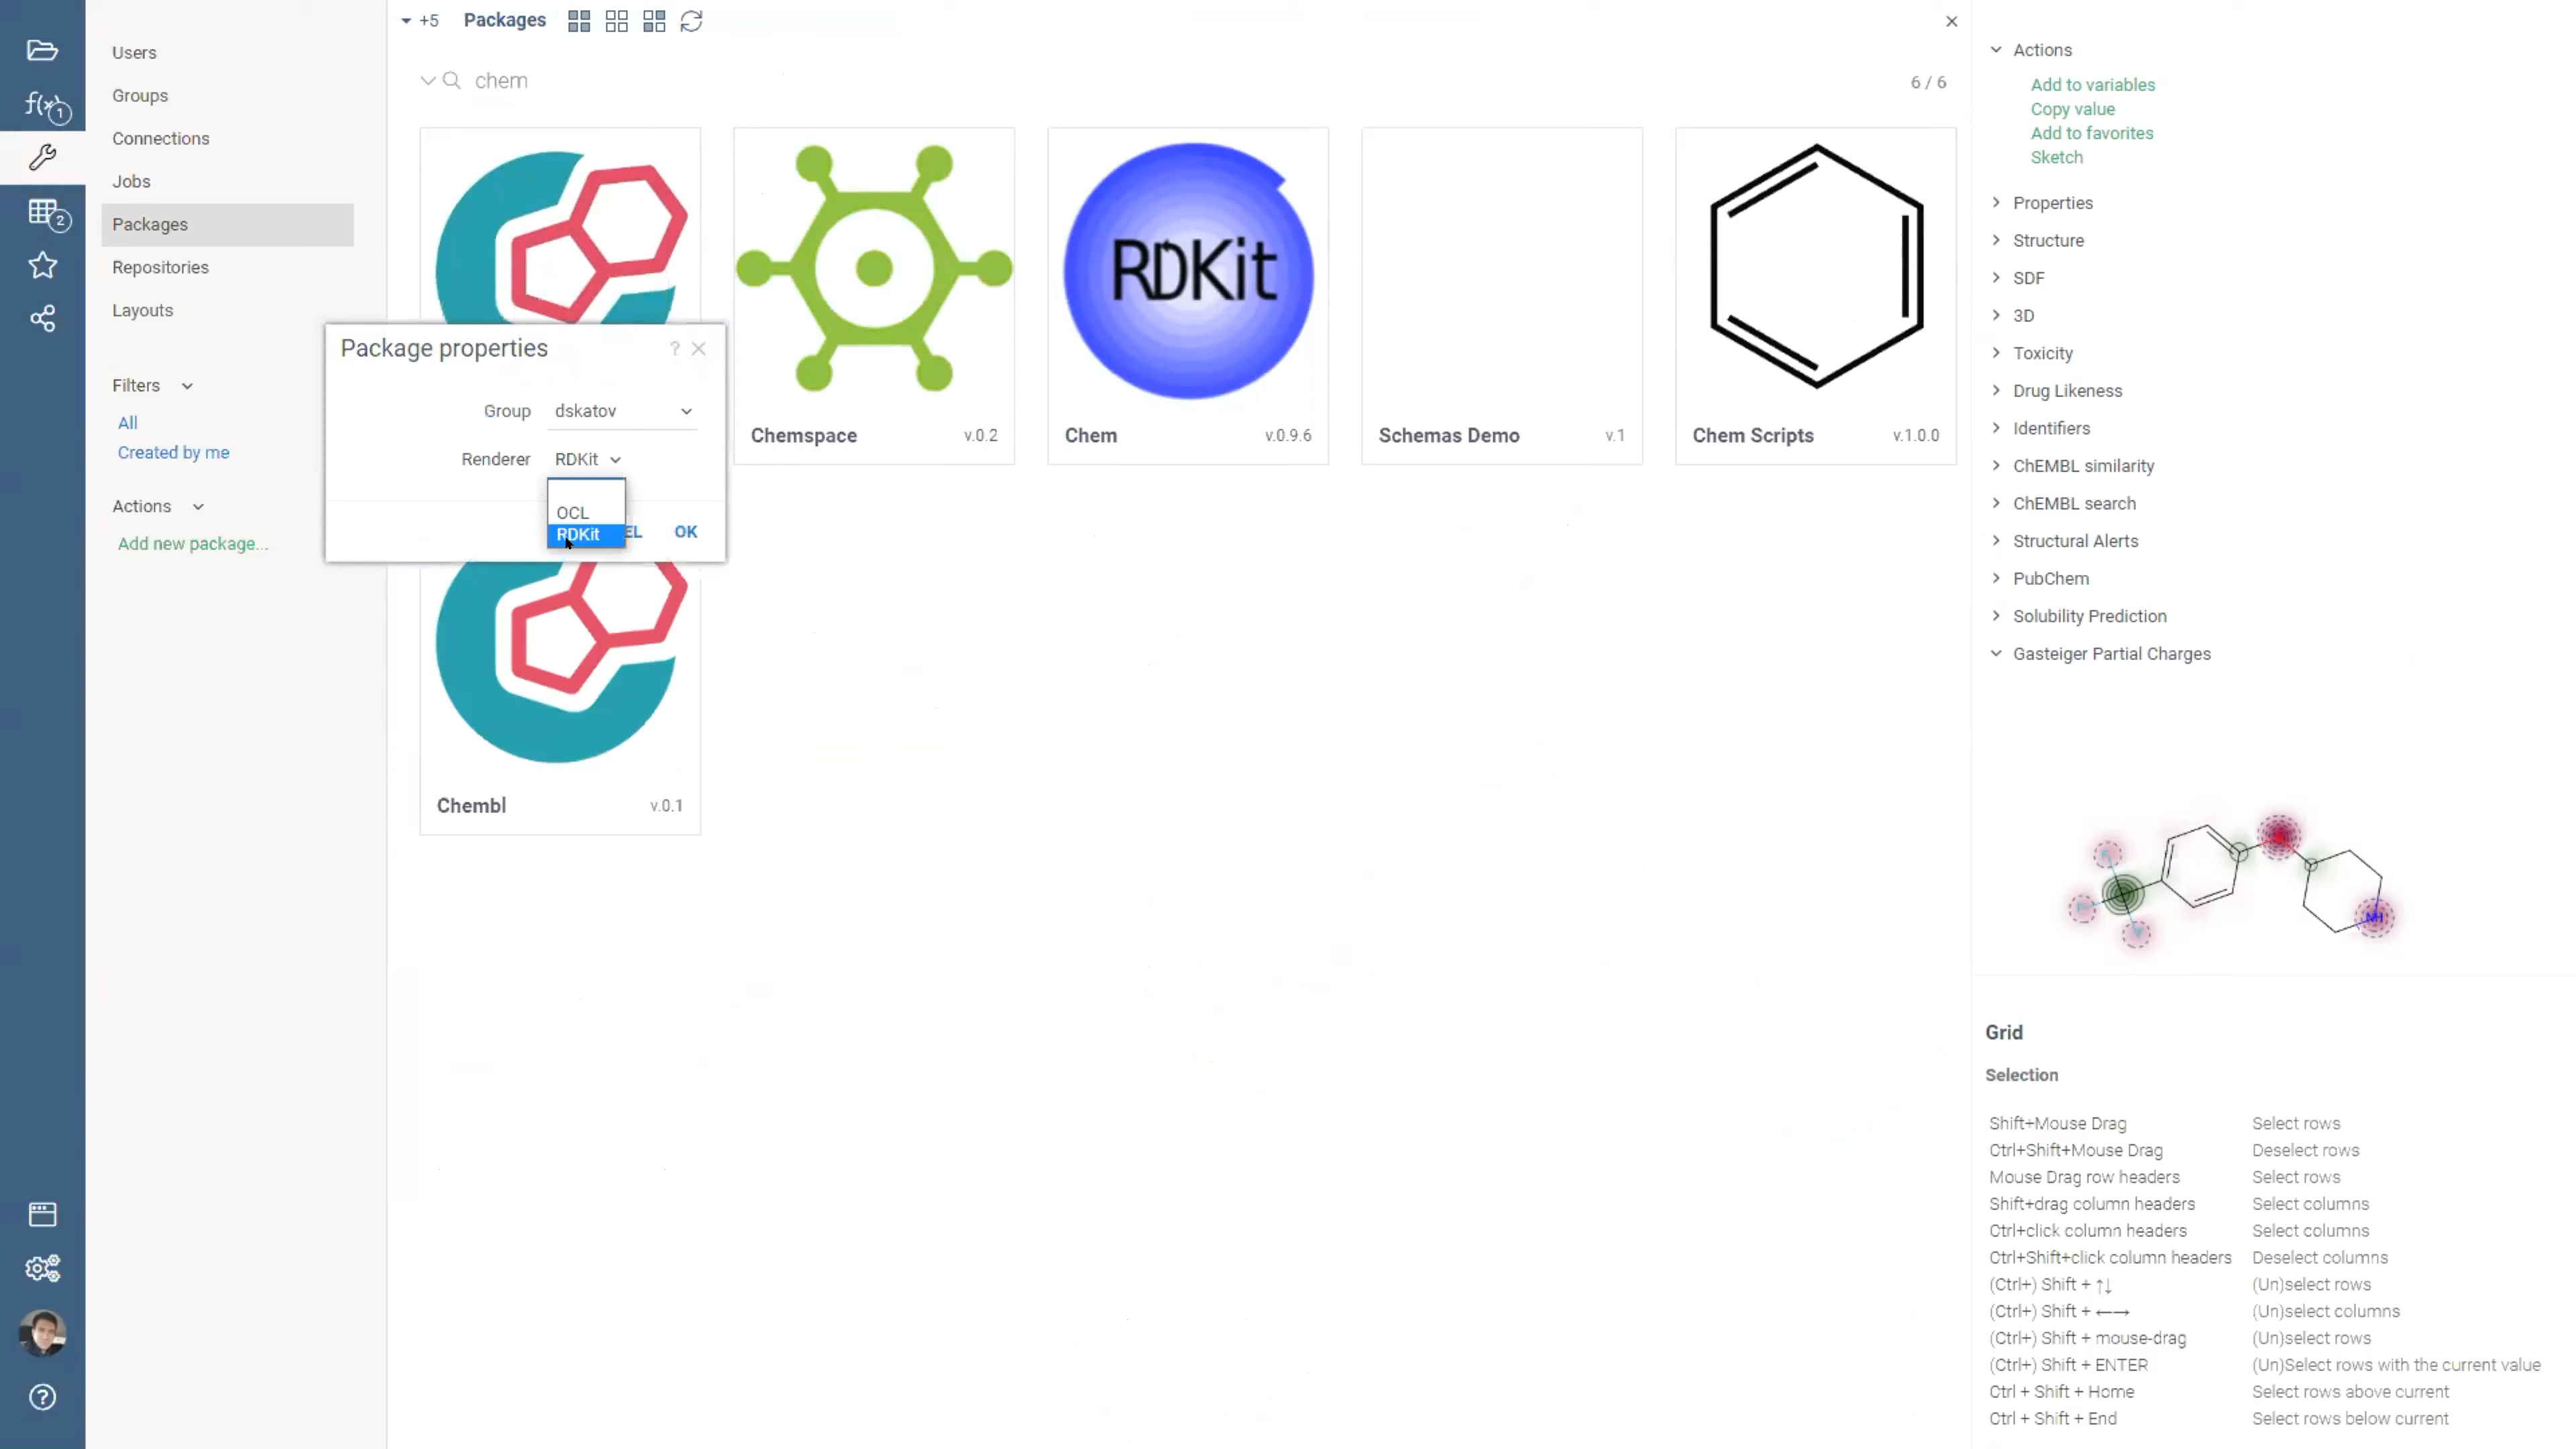 1
2
Users
Groups
Connections
Jobs
Packages
Repositories
Layouts
Filters
All
Created by me
Actions
Add new package...
+5 Packages
chem
6 / 6
RDKit
Chemspace v.0.2
Chem v.0.9.6
Schemas Demo v.1
Chem Scripts v.1.0.0
Package properties ?
Group dskatov
Renderer RDKit
OCL
RDKit
EL OK
Chembl v.0.1
Actions
Add to variables
Copy value
Add to favorites
Sketch
Properties
Structure
SDF
3D
Toxicity
Drug Likeness
Identifiers
ChEMBL similarity
ChEMBL search
Structural Alerts
PubChem
Solubility Prediction
Gasteiger Partial Charges
NH
Grid
Selection
Shift+Mouse Drag Select rows
Ctrl+Shift+Mouse Drag Deselect rows
Mouse Drag row headers Select rows
Shift+drag column headers Select columns
Ctrl+click column headers Select columns
Ctrl+Shift+click column headers Deselect columns
(Ctrl+) Shift + ↑↓ (Un)select rows
(Ctrl+) Shift + ←→ (Un)select columns
(Ctrl+) Shift + mouse-drag (Un)select rows
(Ctrl+) Shift + ENTER (Un)Select rows with the current value
Ctrl + Shift + Home Select rows above current
Ctrl + Shift + End Select rows below current